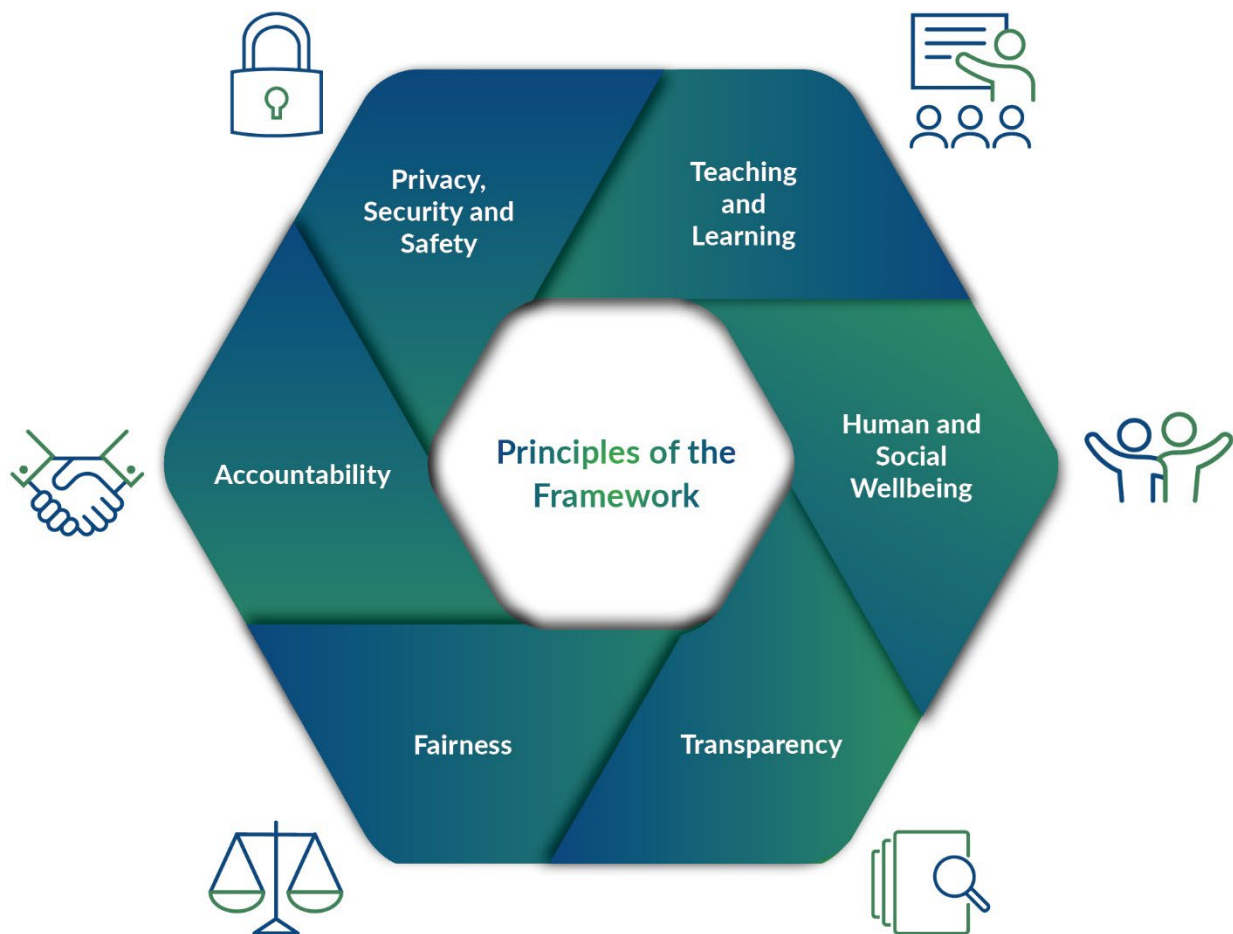 Privacy,
Security and
Safety
Teaching
and
Learning
Human and
Social
Wellbeing
Principles of the
Framework
Accountability
Fairness
Transparency